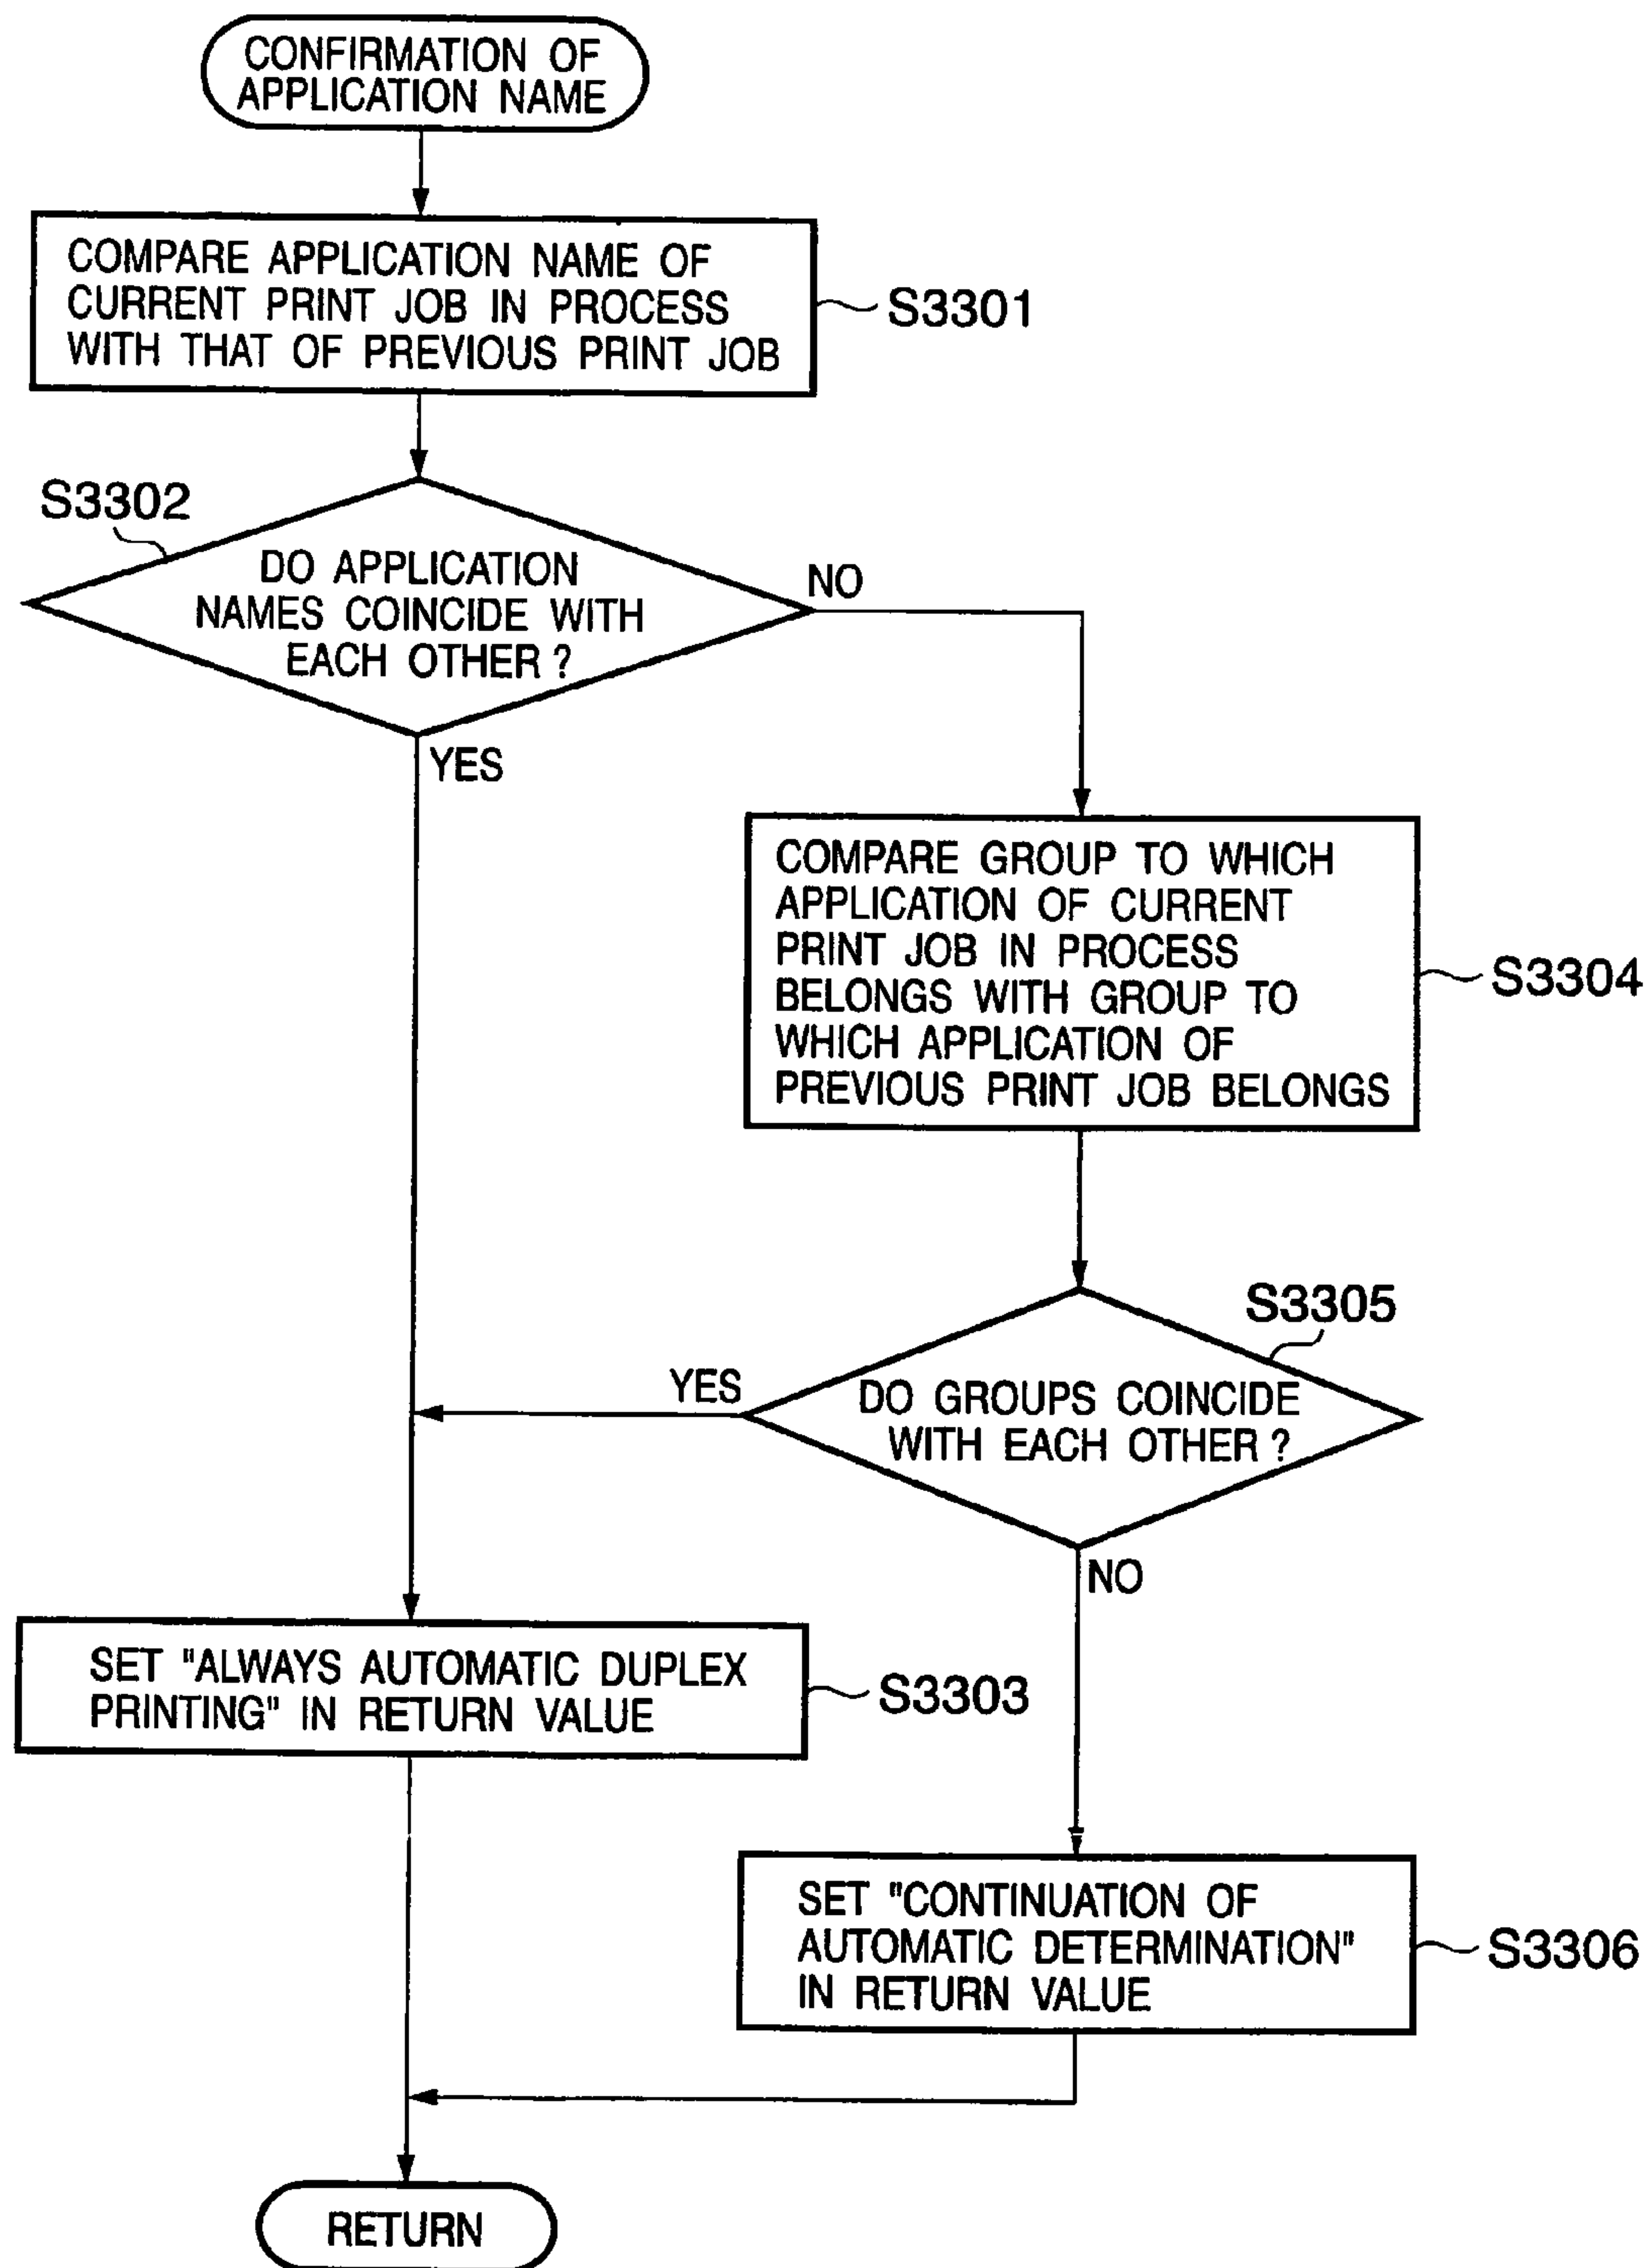 CONFIRMATION OF
APPLICATION NAME
COMPARE APPLICATION NAME OF
CURRENT PRINT JOB IN PROCESS
WITH THAT OF PREVIOUS PRINT JOB
S3301
S3302
DO APPLICATION
NAMES COINCIDE WITH
EACH OTHER ?
NO
YES
COMPARE GROUP TO WHICH
APPLICATION OF CURRENT
PRINT JOB IN PROCESS
BELONGS WITH GROUP TO
WHICH APPLICATION OF
PREVIOUS PRINT JOB BELONGS
S3304
S3305
DO GROUPS COINCIDE
WITH EACH OTHER ?
YES
NO
SET "ALWAYS AUTOMATIC DUPLEX
PRINTING" IN RETURN VALUE
S3303
SET "CONTINUATION OF
AUTOMATIC DETERMINATION"
IN RETURN VALUE
S3306
RETURN